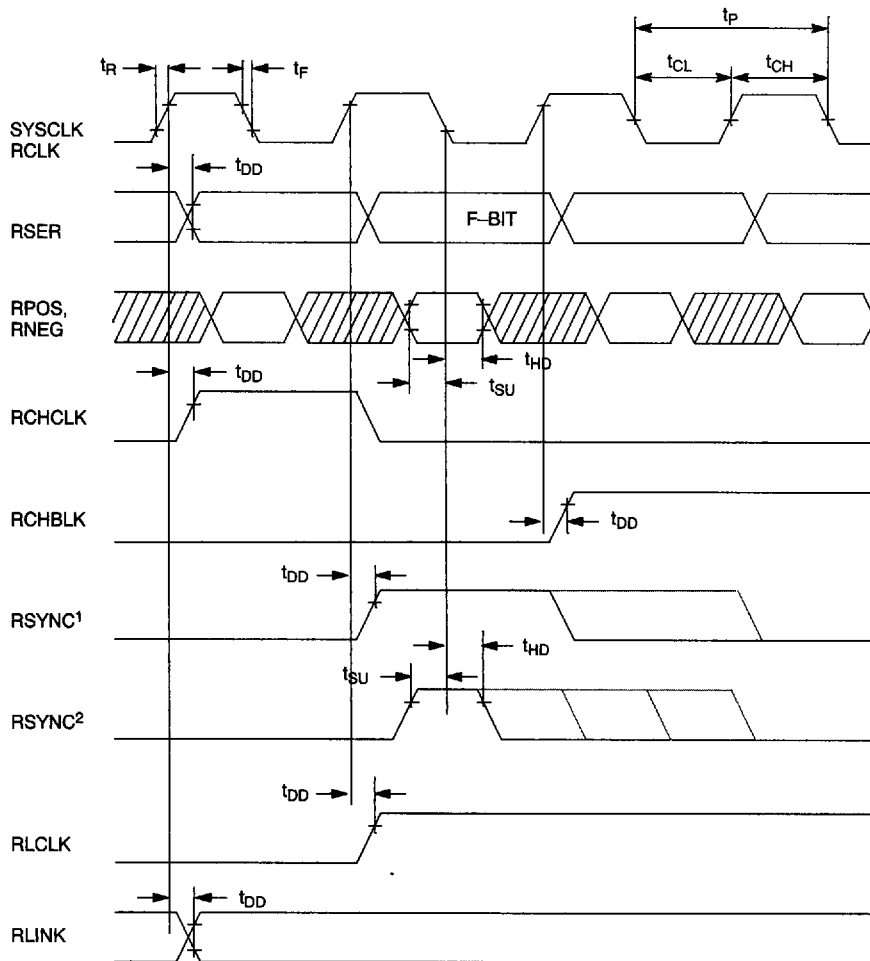 tP
tR
tF
tCL
tCH
SYSCLK
RCLK
tDD
RSER
F–BIT
RPOS,
RNEG
tHD
tDD
tSU
RCHCLK
RCHBLK
tDD
tDD
RSYNC1
tHD
tSU
RSYNC2
tDD
RLCLK
tDD
RLINK